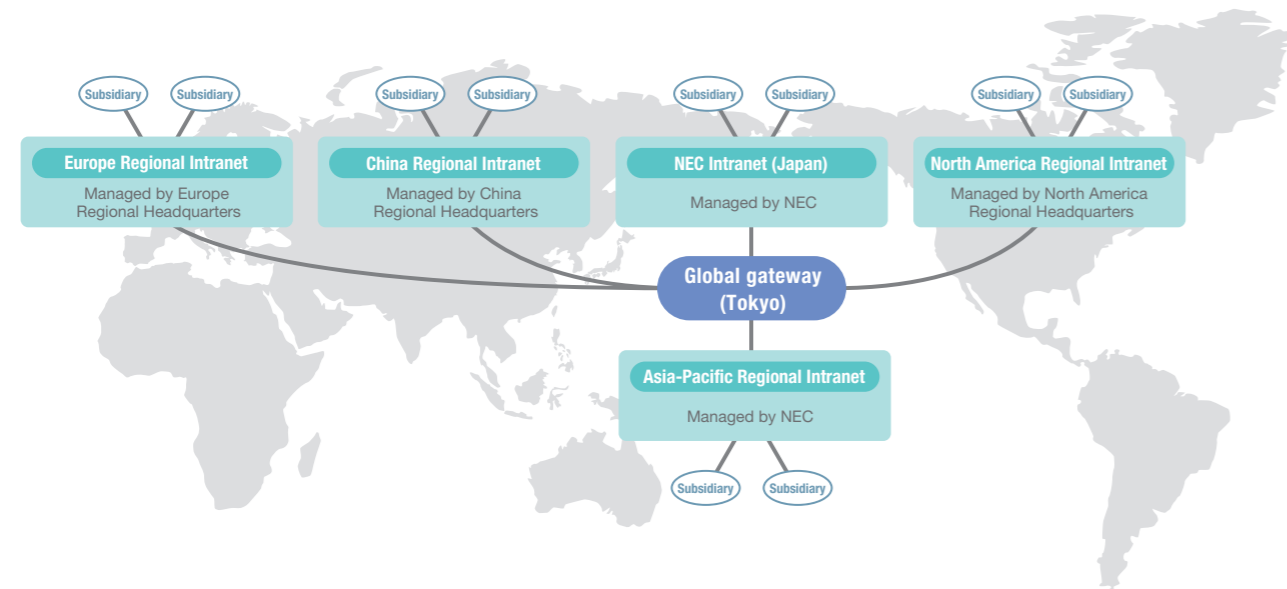 Subsidiary
Subsidiary
Europe Regional Intranet
Managed by Europe
Regional Headquarters
Subsidiary
Subsidiary
China Regional Intranet
Managed by China
Regional Headquarters
Subsidiary
Subsidiary
NEC Intranet (Japan)
Managed by NEC
Subsidiary
Subsidiary
North America Regional Intranet
Managed by North America
Regional Headquarters
Global gateway
(Tokyo)
Asia-Pacific Regional Intranet
Managed by NEC
Subsidiary
Subsidiary